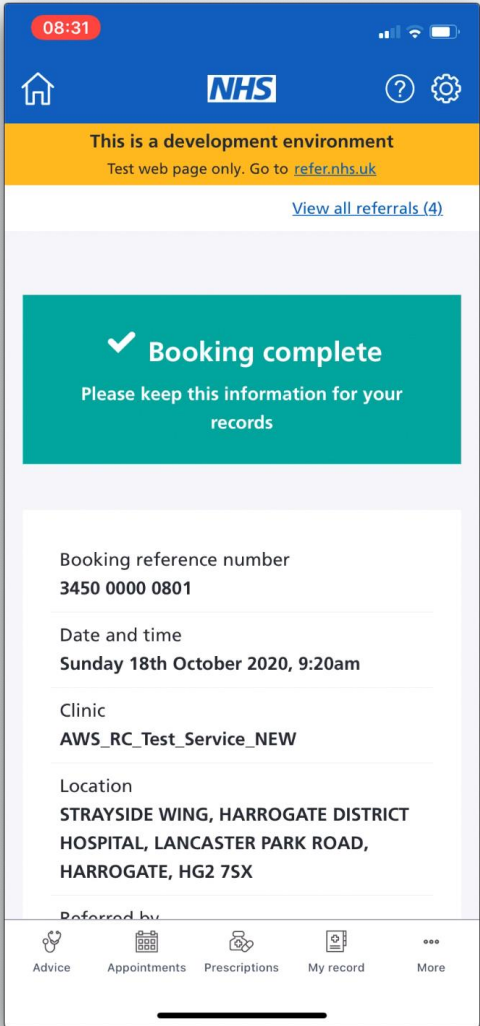 08:31
NHS
?
This is a development environment
Test web page only. Go to refer.nhs.uk
View all referrals (4)
Booking complete
Please keep this information for your
records
Booking reference number
3450 0000 0801
Date and time
Sunday 18th October 2020, 9:20am
Clinic
AWS_RC_Test_Service_NEW
Location
STRAYSIDE WING, HARROGATE DISTRICT
HOSPITAL, LANCASTER PARK ROAD,
HARROGATE, HG2 7SX
Referred by
Advice Appointments Prescriptions My record More